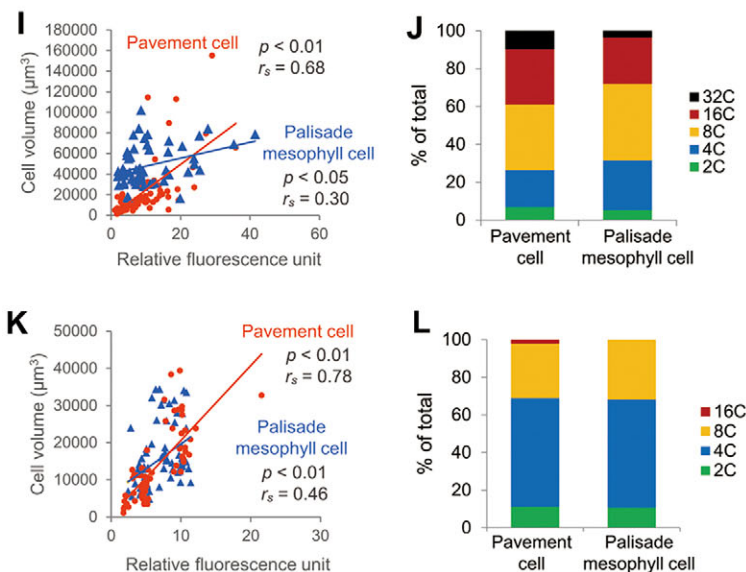 I
180000
160000
140000
120000
100000
80000
60000
40000
20000
0
Cell volume (µm³)
0 20 40 60
Relative fluorescence unit
Pavement cell
p < 0.01
rs = 0.68
Palisade
mesophyll cell
p < 0.05
rs = 0.30
J
100
80
60
40
20
0
% of total
Pavement
cell
Palisade
mesophyll cell
32C
16C
8C
4C
2C
K
50000
40000
30000
20000
10000
0
Cell volume (µm³)
0 10 20 30
Relative fluorescence unit
Pavement cell
p < 0.01
rs = 0.78
Palisade
mesophyll cell
p < 0.01
rs = 0.46
L
100
80
60
40
20
0
% of total
Pavement
cell
Palisade
mesophyll cell
16C
8C
4C
2C